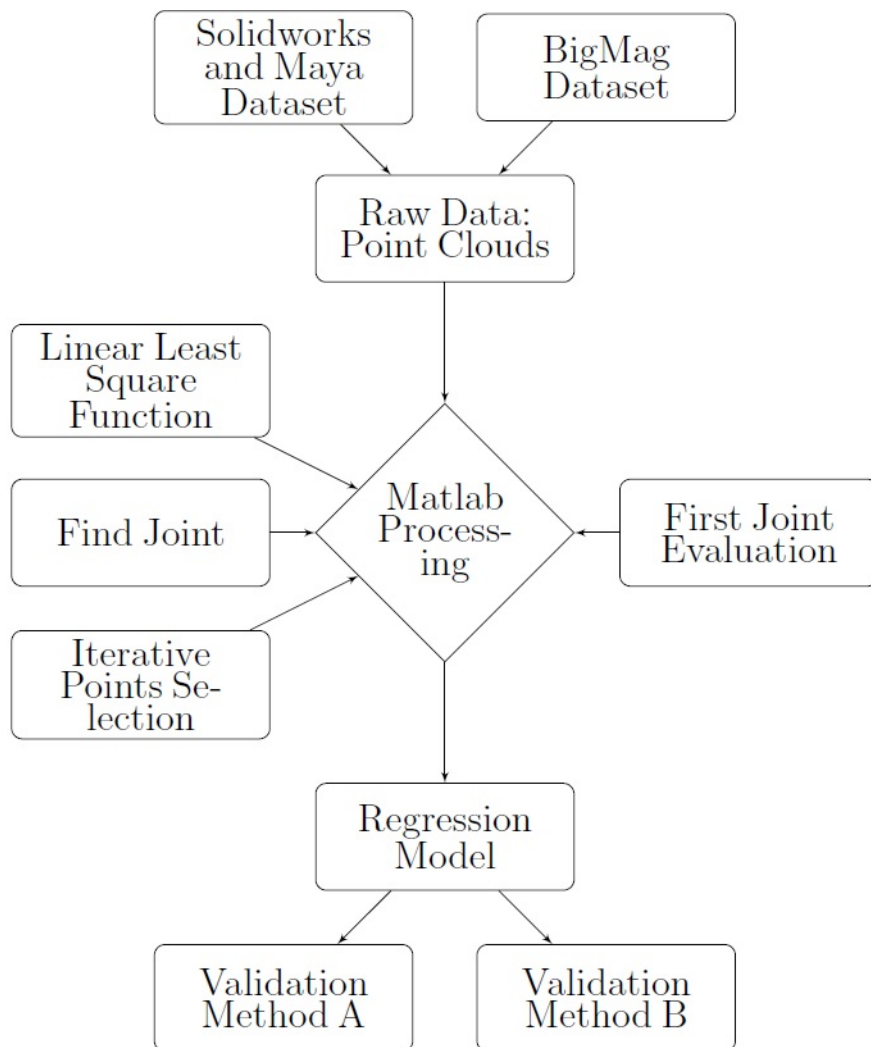 Solidworks
and Maya
Dataset
BigMag
Dataset
Raw Data:
Point Clouds
Linear Least
Square
Function
Find Joint
Iterative
Points Se-
lection
Matlab
Process-
ing
First Joint
Evaluation
Regression
Model
Validation
Method A
Validation
Method B